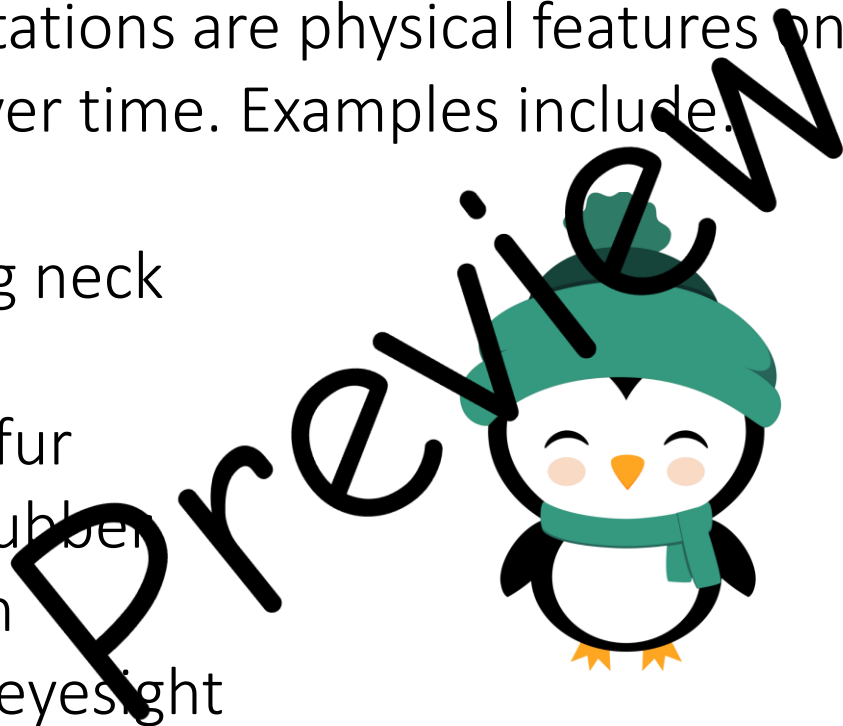 tations are physical features on
ver time. Examples include:
g neck
fur
ubber
n
eyesight
Preview